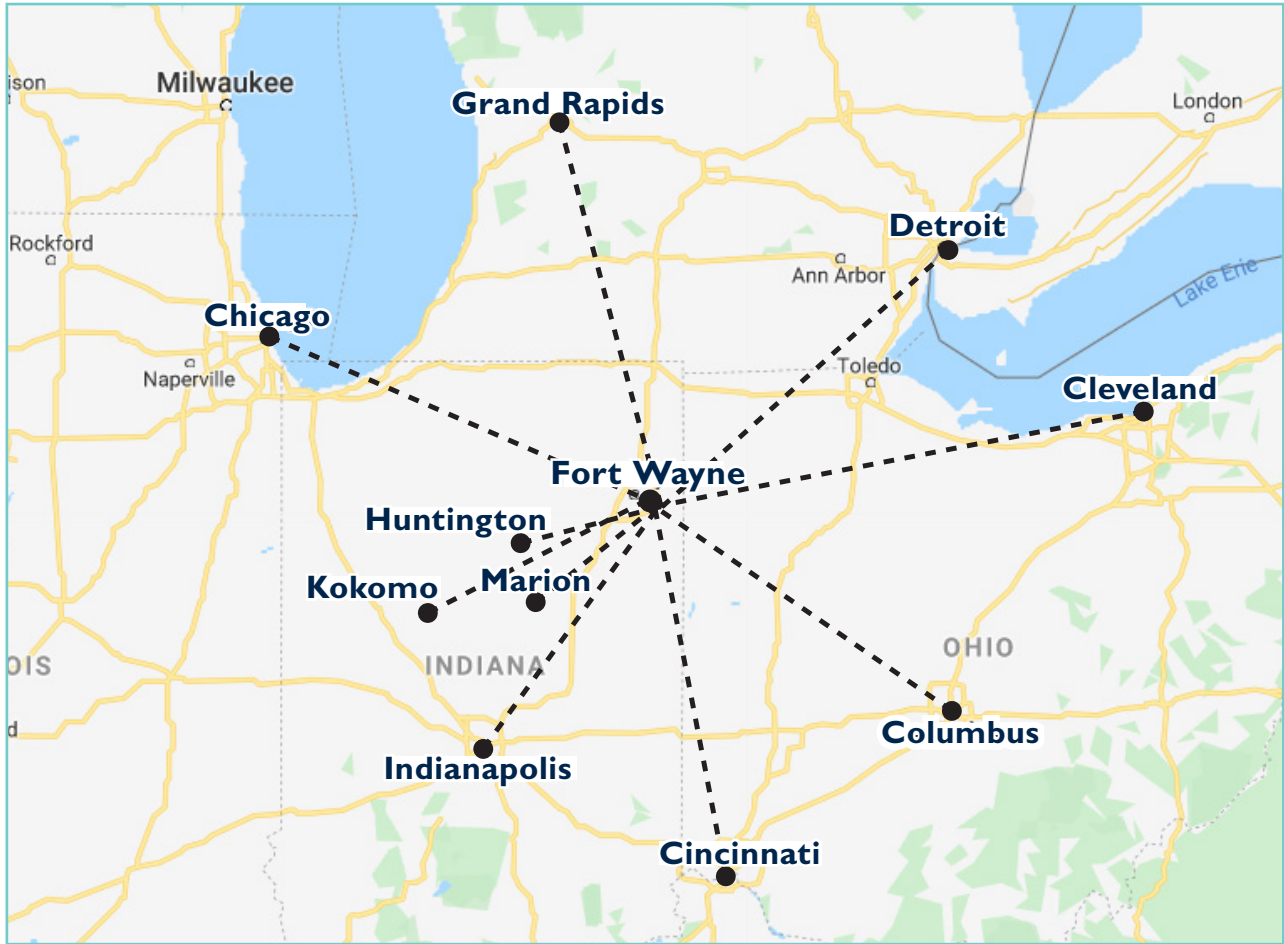 ison
Milwaukee
Grand Rapids
London
Rockford
Detroit
Ann Arbor
Lake Erie
Chicago
Naperville
Toledo
Cleveland
Fort Wayne
Huntington
Kokomo
Marion
OIS
INDIANA
OHIO
d
Columbus
Indianapolis
Cincinnati